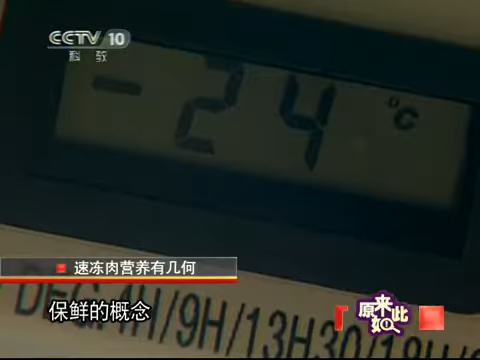 CCTV 10
科教
-24 °C
速冻肉营养有几何
DEG. 4H/9H/13H30/18H/
保鲜的概念
原来如此